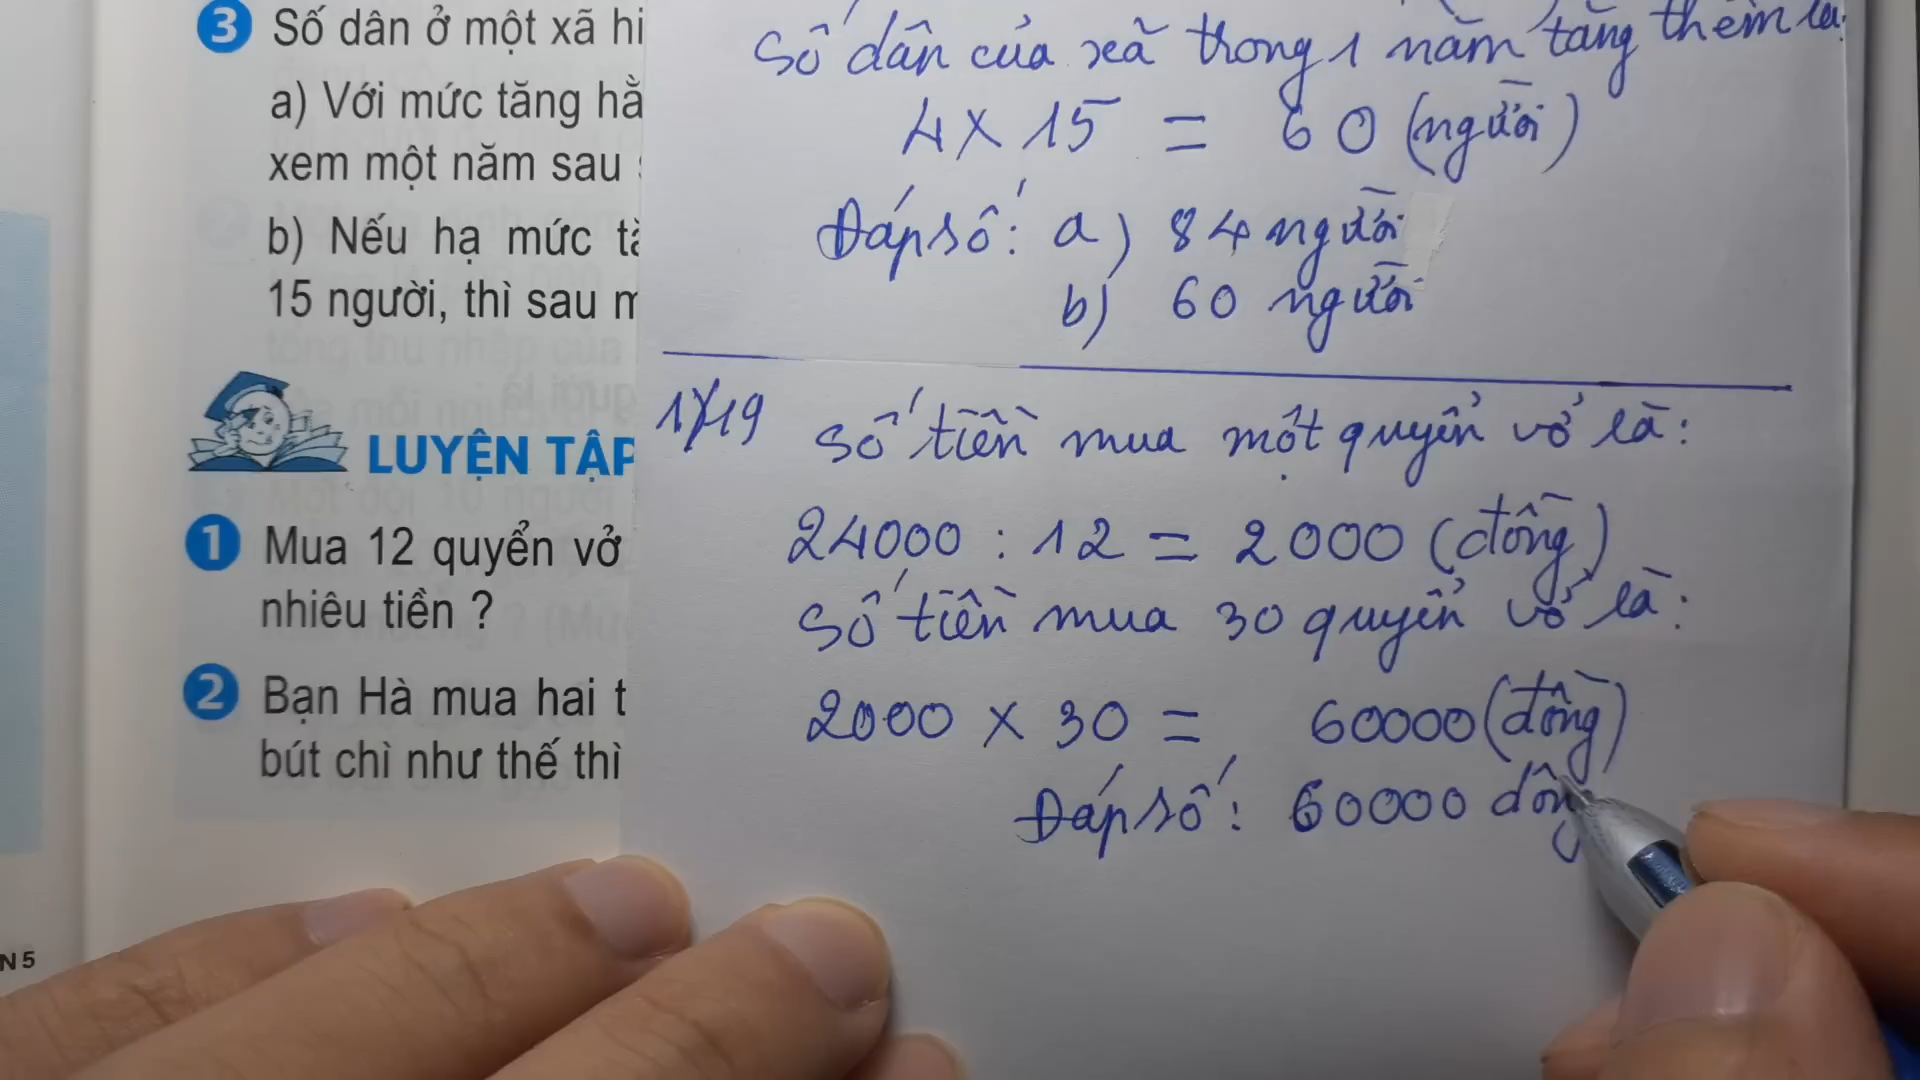 3 Số dân ở một xã hi
a) Với mức tăng hằ
xem một năm sau
b) Nếu hạ mức tă
15 người, thì sau m
LUYỆN TẬP
1 Mua 12 quyển vở
nhiêu tiền ?
2 Bạn Hà mua hai t
bút chì như thế thì
N 5
Số dân của xã trong 1 năm tăng thêm là:
4 x 15 = 60 (người)
Đáp số: a) 84 người
b) 60 người
1)19 Số tiền mua một quyển vở là:
24000 : 12 = 2000 (đồng)
Số tiền mua 30 quyển vở là:
2000 x 30 = 60000 (đồng)
Đáp số: 60000 đông